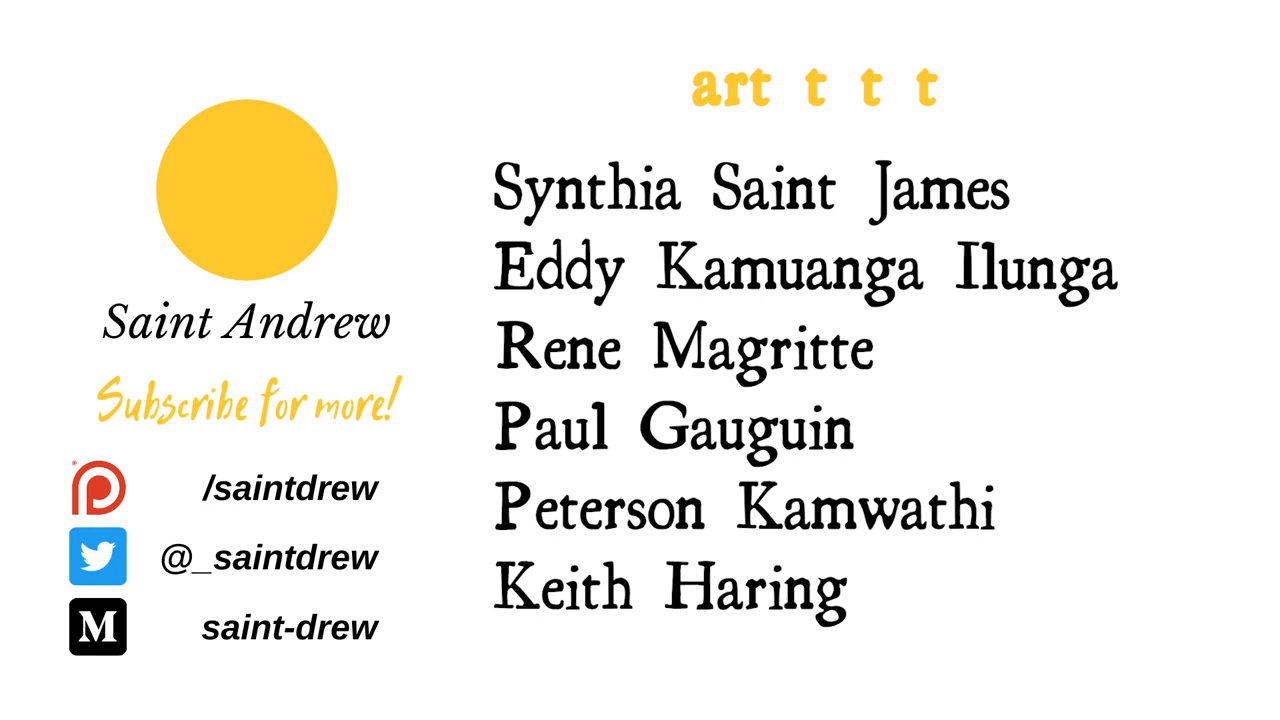 Saint Andrew
Subscribe for more!
/saintdrew
@_saintdrew
M saint-drew
art t t t
Synthia Saint James
Eddy Kamuanga Ilunga
Rene Magritte
Paul Gauguin
Peterson Kamwathi
Keith Haring